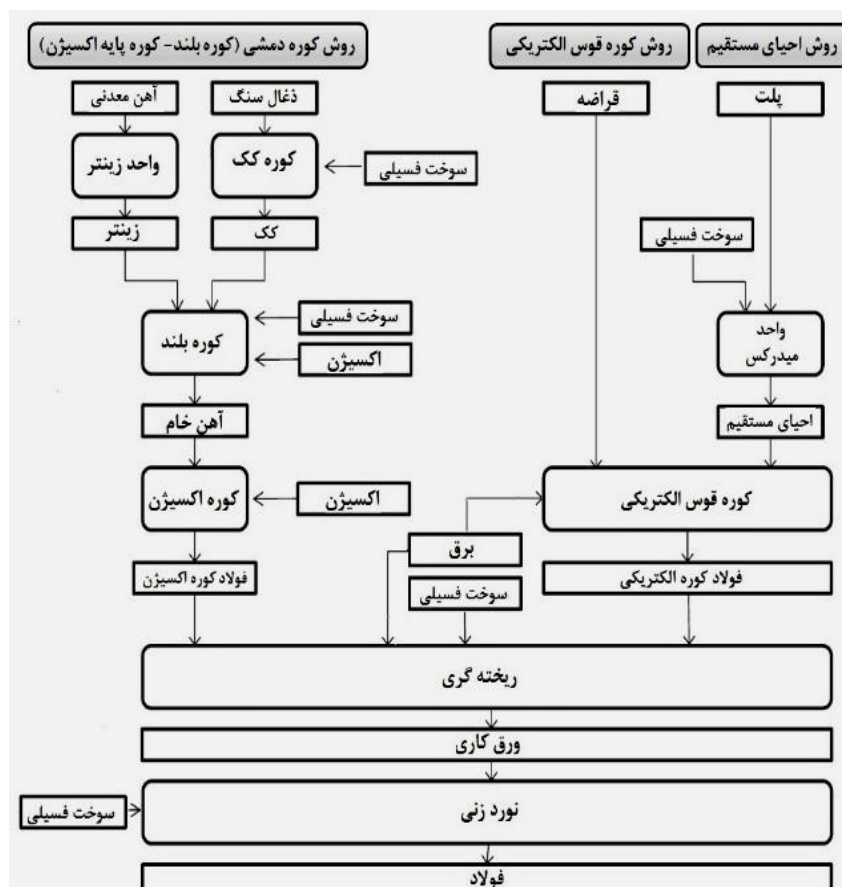 روش احیای مستقیم
روش کوره قوس الکتریکی
روش کوره دمشی (کوره بلند- کوره پایه اکسیژن)
پلت
قراضه
ذغال سنگ
آهن معدنی
سوخت فسیلی
کوره کک
واحد زینتر
سوخت فسیلی
کک
زینتر
واحد
میدرکس
سوخت فسیلی
کوره بلند
اکسیژن
احیای مستقیم
آهن خام
کوره قوس الکتریکی
اکسیژن
کوره اکسیژن
برق
فولاد کوره الکتریکی
فولاد کوره اکسیژن
سوخت فسیلی
ریخته گری
ورق کاری
نورد زنی
سوخت فسیلی
فولاد